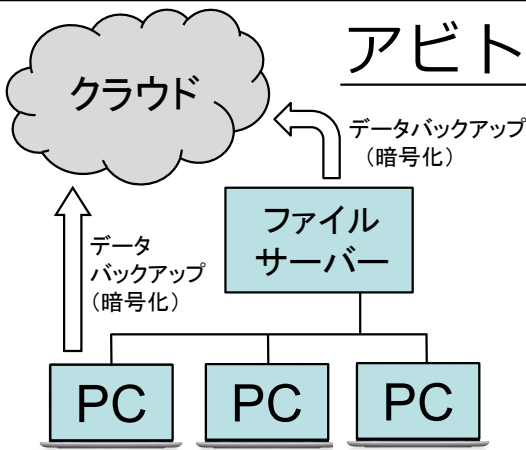 アビト
クラウド
データバックアップ
（暗号化）
ファイル
サーバー
データ
バックアップ
（暗号化）
PC
PC
PC